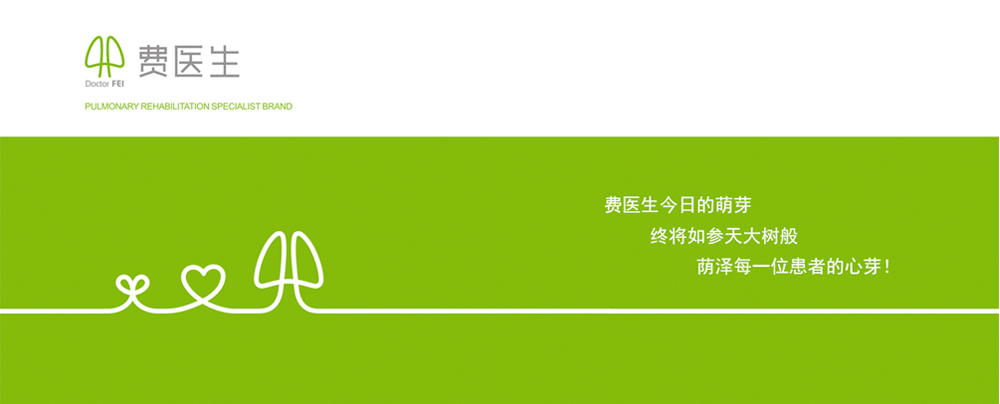 费医生
Doctor FEI
PULMONARY REHABILITATION SPECIALIST BRAND
费医生今日的萌芽
终将如参天大树般
荫泽每一位患者的心芽！